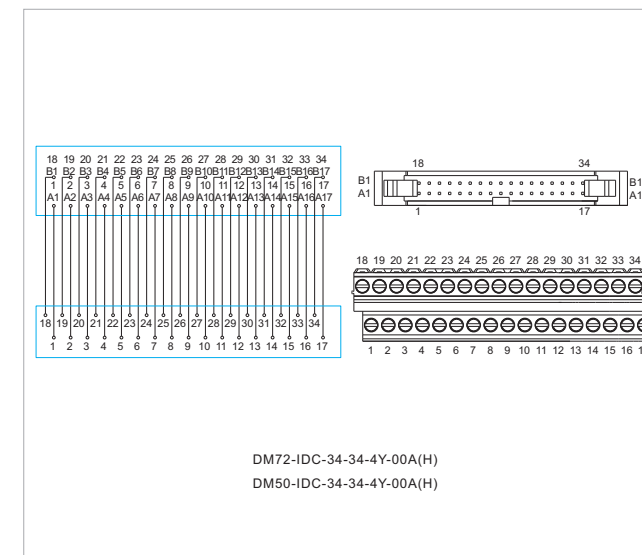 18 19 20 21 22 23 24 25 26 27 28 29 30 31 32 33 34
B1 B2 B3 B4 B5 B6 B7 B8 B9 B10 B11 B12 B13 B14 B15 B16 B17
1 2 3 4 5 6 7 8 9 10 11 12 13 14 15 16 17
A1 A2 A3 A4 A5 A6 A7 A8 A9 A10 A11 A12 A13 A14 A15 A16 A17
18 19 20 21 22 23 24 25 26 27 28 29 30 31 32 33 34
1 2 3 4 5 6 7 8 9 10 11 12 13 14 15 16 17
18 34
B1 B1
A1 A1
1 17
18 19 20 21 22 23 24 25 26 27 28 29 30 31 32 33 34
1 2 3 4 5 6 7 8 9 10 11 12 13 14 15 16
DM72-IDC-34-34-4Y-00A(H)
DM50-IDC-34-34-4Y-00A(H)